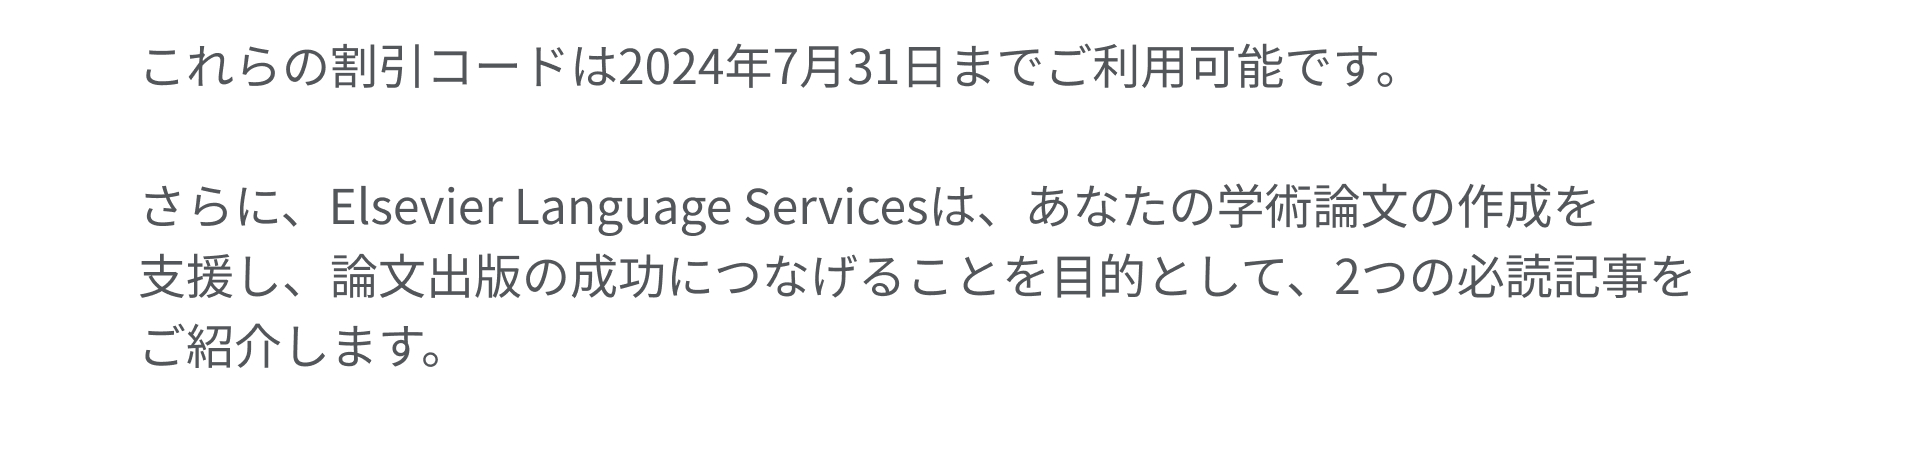 これらの割引コードは2024年7月31日までご利用可能です。
さらに、Elsevier Language Servicesは、あなたの学術論文の作成を
支援し、論文出版の成功につなげることを目的として、2つの必読記事を
ご紹介します。